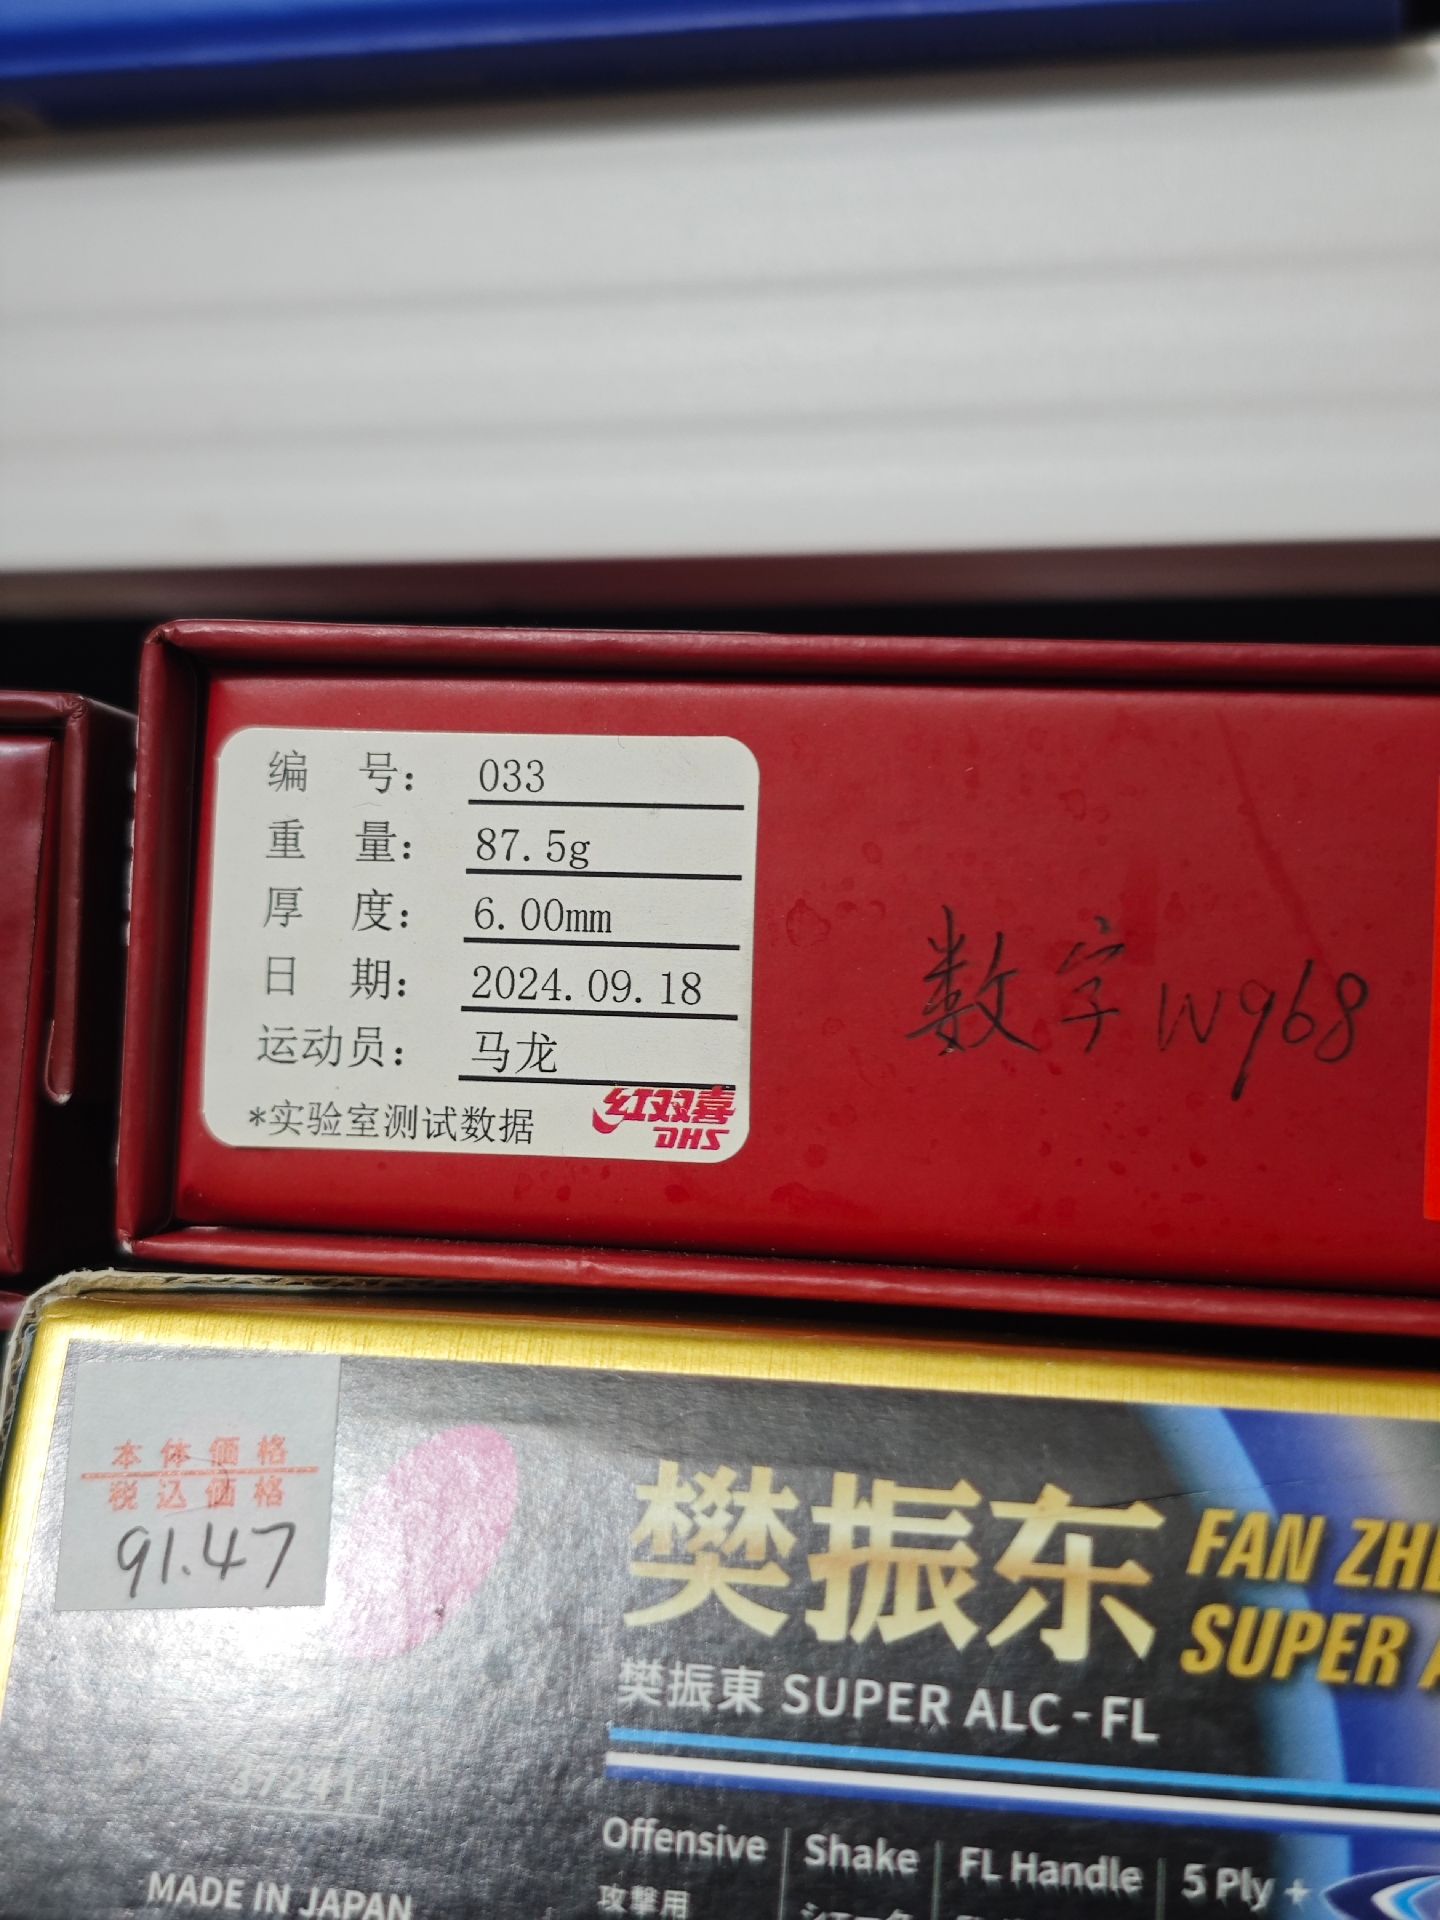 编 号: 033
重 量: 87.5g
厚 度: 6.00mm
日 期: 2024.09.18
运动员: 马龙
*实验室测试数据
红双喜
DHS
数字W968
本体価格
税込価格
91.47
樊振东
FAN ZHE
SUPER A
樊振東 SUPER ALC-FL
37241
Offensive Shake FL Handle 5 Ply +
攻撃用
MADE IN JAPAN